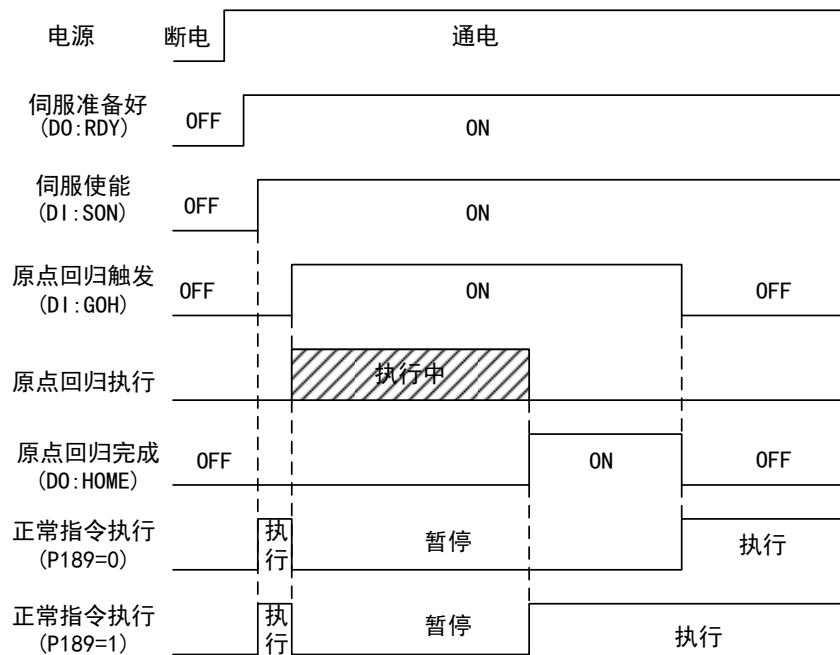 电源 断电 通电
伺服准备好
(DO:RDY) OFF ON
伺服使能
(DI:SON) OFF ON
原点回归触发
(DI:GOH) OFF ON OFF
原点回归执行 执行中
原点回归完成
(DO:HOME) OFF ON OFF
正常指令执行
(P189=0) 执行 暂停 执行
正常指令执行
(P189=1) 执行 暂停 执行